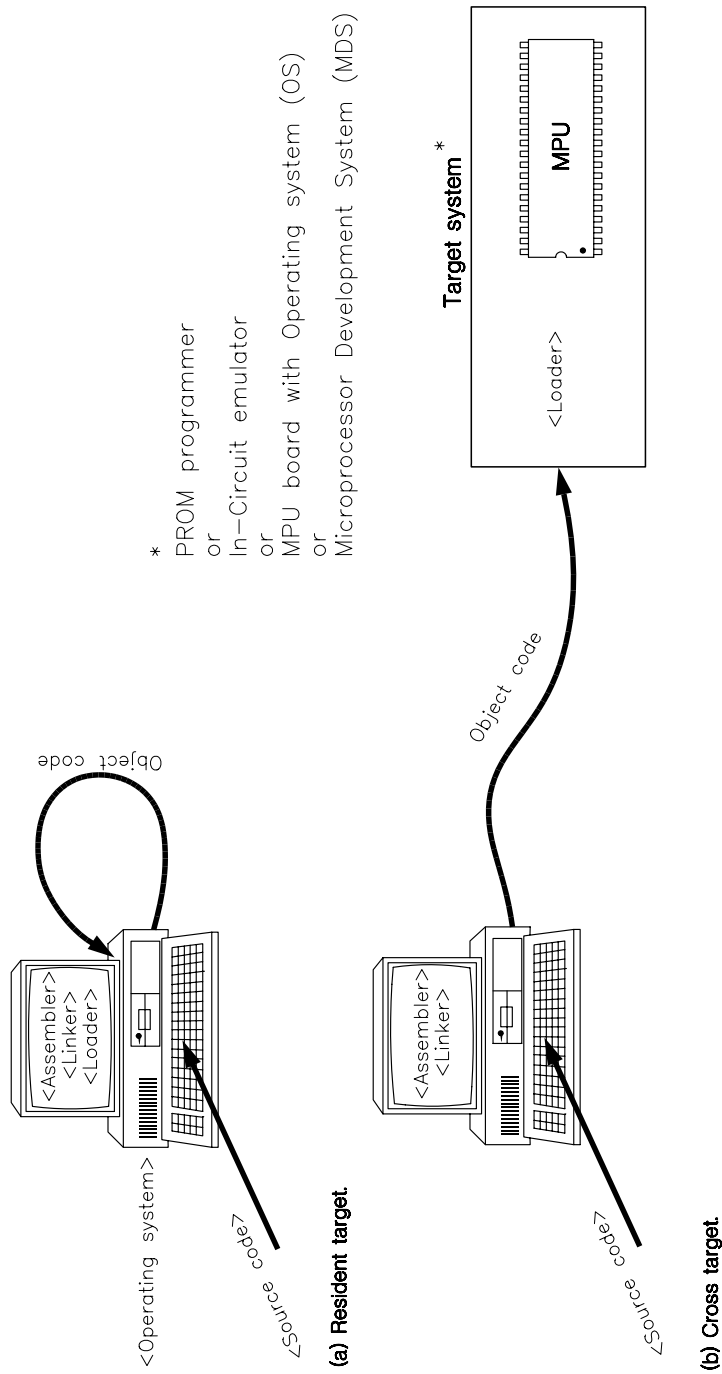 <Assembler>
<Linker>
<Loader>
<Operating system>
<Source code>
Object
code
(a) Resident target.
*
PROM programmer
or
In-Circuit emulator
or
MPU board with Operating system (OS)
or
Microprocessor Development System (MDS)
<Assembler>
<Linker>
<Source code>
Object code
Target system *
<Loader>
MPU
(b) Cross target.